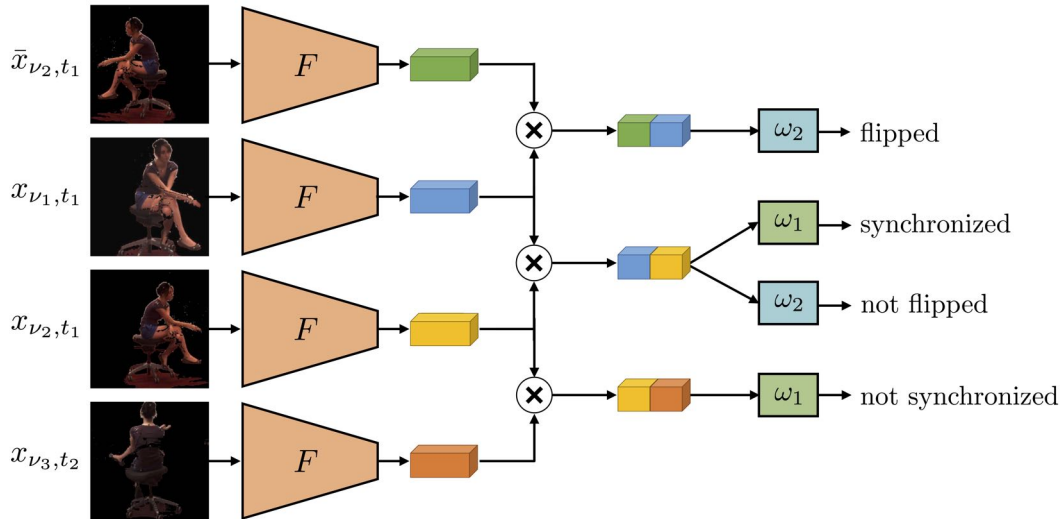 x̄_{ν₂,t₁} F ω₂ flipped
x_{ν₁,t₁} F
ω₁ synchronized
x_{ν₂,t₁} F ω₂ not flipped
ω₁ not synchronized
x_{ν₃,t₂} F